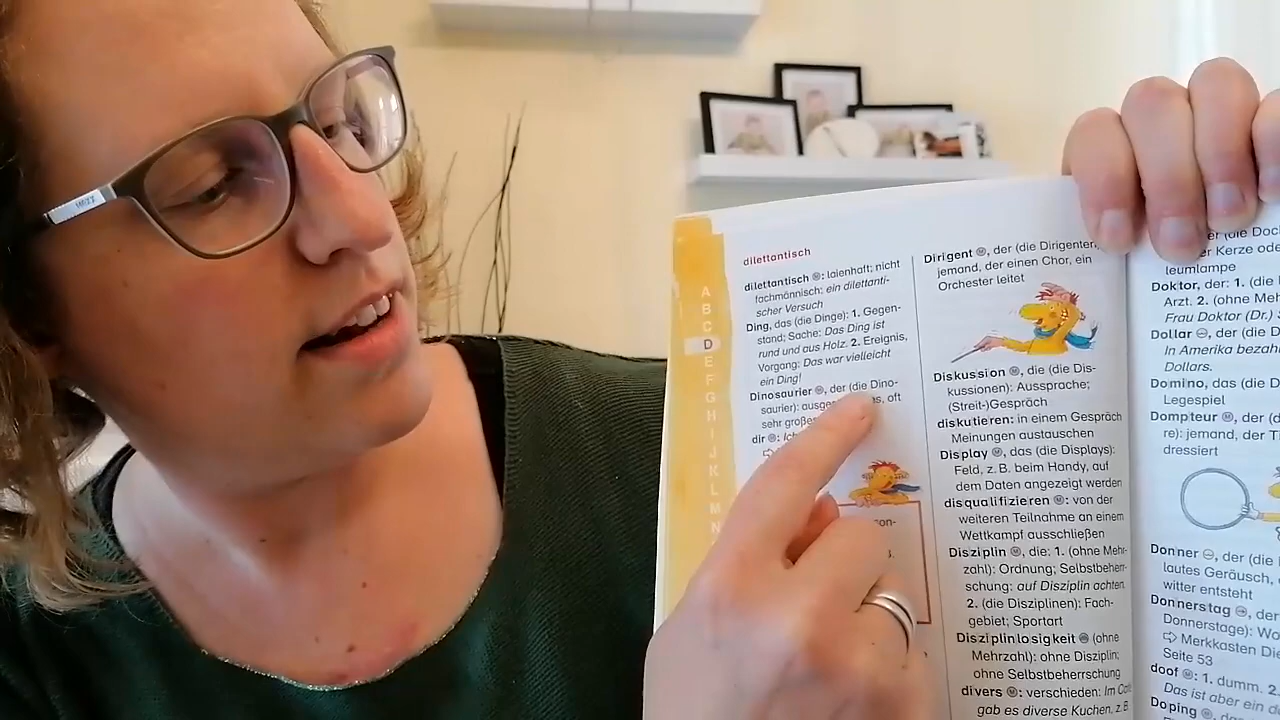 dilettantisch
dilettantisch: laienhaft; nicht
fachmännisch: ein dilettanti-
scher Versuch
Ding, das (die Dinge): 1. Gegen-
stand; Sache: Das Ding ist
rund und aus Holz. 2. Ereignis,
Vorgang: Das war vielleicht
ein Ding!
Dinosaurier, der (die Dino-
saurier): oft
sehr
dir:
A
B
C
D
E
F
G
H
I
J
K
L
M
N
Dirigent, der (die Dirigenten,
jemand, der einen Chor, ein
Orchester leitet
Diskussion, die (die Dis-
kussionen): Aussprache;
(Streit-)Gespräch
diskutieren: in einem Gespräch
Meinungen austauschen
Display, das (die Displays):
Feld, z. B. beim Handy, auf
dem Daten angezeigt werden
disqualifizieren: von der
weiteren Teilnahme an einem
Wettkampf ausschließen
Disziplin, die: 1. (ohne Mehr-
zahl): Ordnung; Selbstbeherr-
schung: auf Disziplin achten.
2. (die Disziplinen): Fach-
gebiet; Sportart
Disziplinlosigkeit (ohne
Mehrzahl): ohne Disziplin;
ohne Selbstbeherrschung
divers: verschieden: Im
gab es diverse Kuchen, z. B.
(die
Kerze
leumlampe
Doktor, der: 1. (die
Arzt. 2. (ohne
Frau Doktor (Dr.)
Dollar, der (die
In Amerika
Dollars.
Domino, das (die
Legespiel
Dompteur, der
re): jemand, der
dressiert
Donner, der (die
lautes Geräusch,
witter entsteht
Donnerstag, der
Donnerstage):
⇨ Merkkasten
Seite 53
doof: 1. dumm. 2.
Das ist aber ein
Doping, der